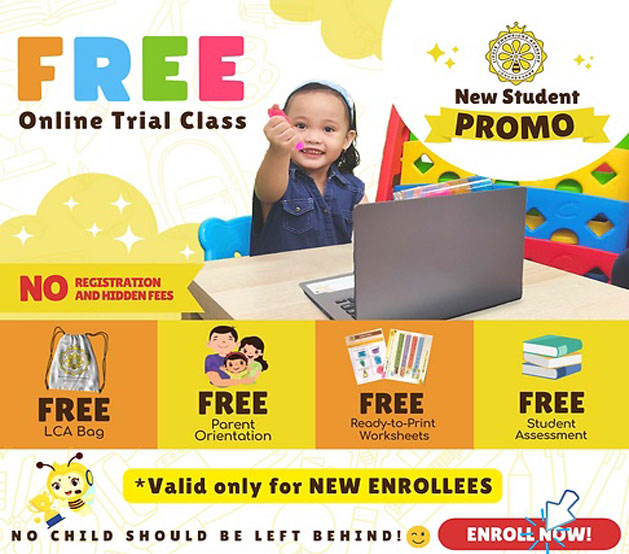 FREE
Online Trial Class
New Student
PROMO
NO REGISTRATION
AND HIDDEN FEES
FREE
LCA Bag
FREE
Parent
Orientation
FREE
Ready-to-Print
Worksheets
FREE
Student
Assessment
*Valid only for NEW ENROLLEES
NO CHILD SHOULD BE LEFT BEHIND!
ENROLL NOW!